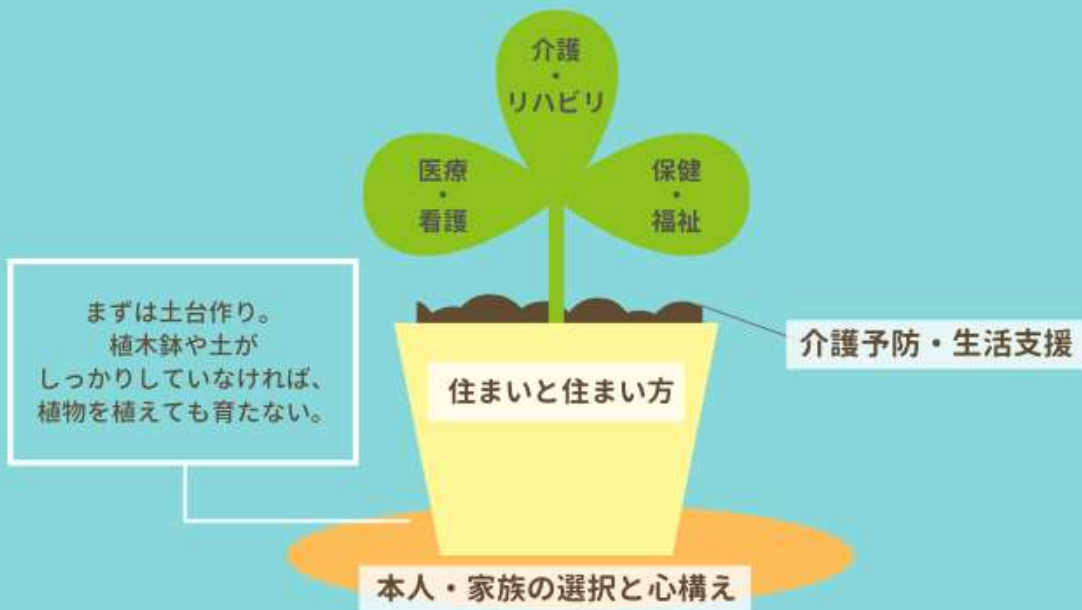 介護
・
リハビリ
医療
・
看護
保健
・
福祉
まずは土台作り。
植木鉢や土が
しっかりしていなければ、
植物を植えても育たない。
介護予防・生活支援
住まいと住まい方
本人・家族の選択と心構え